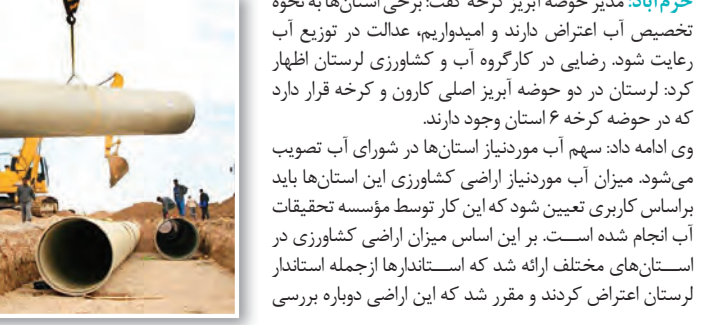 خرم‌آباد: مدیر حوضه آبریز کرخه گفت: برخی استان‌ها به نحوه
تخصیص آب اعتراض دارند و امیدواریم، عدالت در توزیع آب
رعایت شود. رضایی در کارگروه آب و کشاورزی لرستان اظهار
کرد: لرستان در دو حوضه آبریز اصلی کارون و کرخه قرار دارد
که در حوضه کرخه ۶ استان وجود دارند.
وی ادامه داد: سهم آب موردنیاز استان‌ها در شورای آب تصویب
می‌شود. میزان آب موردنیاز اراضی کشاورزی این استان‌ها باید
براساس کاربری تعیین شود که این کار توسط مؤسسه تحقیقات
آب انجام شده است. بر این اساس میزان اراضی کشاورزی در
استان‌های مختلف ارائه شد که استاندارها ازجمله استاندار
لرستان اعتراض کردند و مقرر شد که این اراضی دوباره بررسی